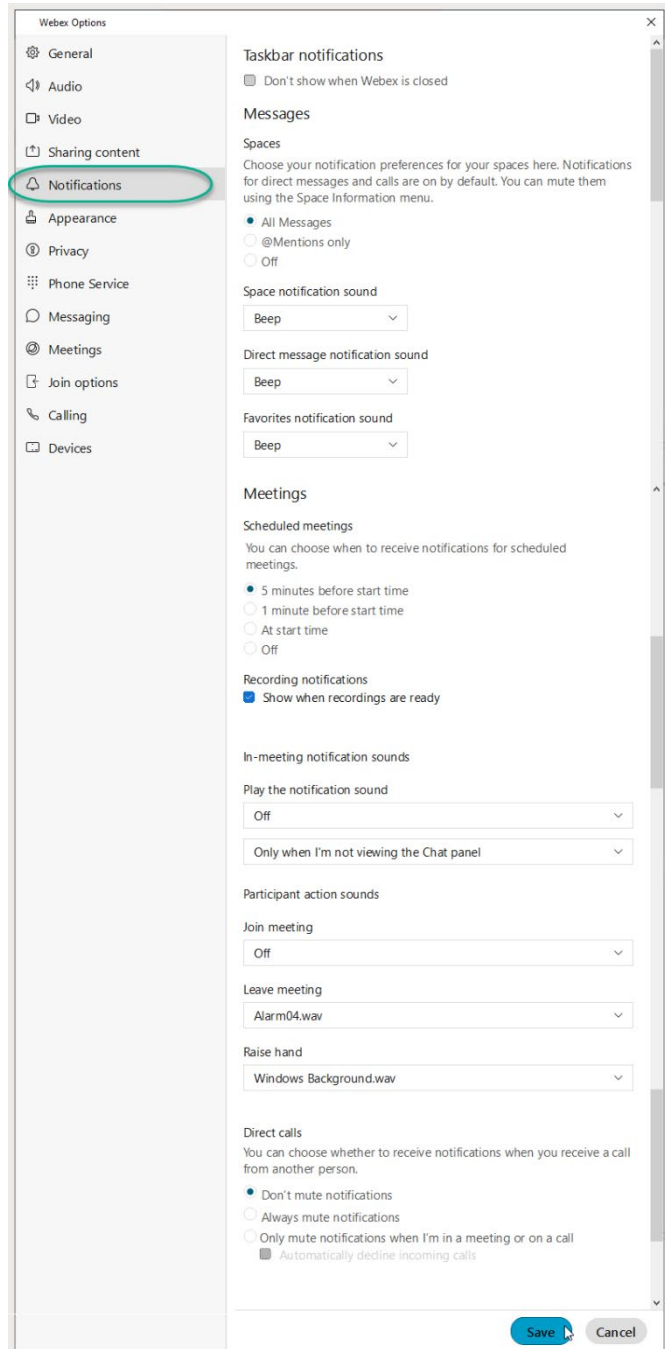 Webex Options
General
Audio
Video
Sharing content
Notifications
Appearance
Privacy
Phone Service
Messaging
Meetings
Join options
Calling
Devices
Taskbar notifications
Don't show when Webex is closed
Messages
Spaces
Choose your notification preferences for your spaces here. Notifications
for direct messages and calls are on by default. You can mute them
using the Space Information menu.
All Messages
@Mentions only
Off
Space notification sound
Beep
Direct message notification sound
Beep
Favorites notification sound
Beep
Meetings
Scheduled meetings
You can choose when to receive notifications for scheduled
meetings.
5 minutes before start time
1 minute before start time
At start time
Off
Recording notifications
Show when recordings are ready
In-meeting notification sounds
Play the notification sound
Off
Only when I'm not viewing the Chat panel
Participant action sounds
Join meeting
Off
Leave meeting
Alarm04.wav
Raise hand
Windows Background.wav
Direct calls
You can choose whether to receive notifications when you receive a call
from another person.
Don't mute notifications
Always mute notifications
Only mute notifications when I'm in a meeting or on a call
Automatically decline incoming calls
Save
Cancel